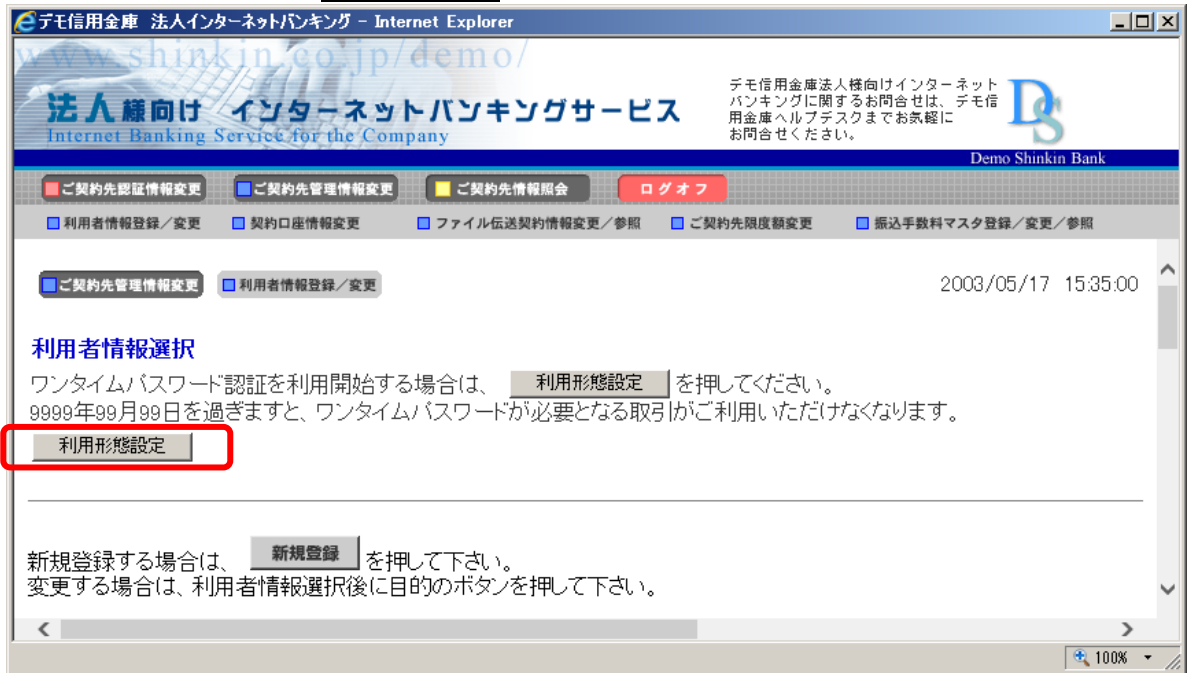 デモ信用金庫 法人インターネットバンキング - Internet Explorer
www.shinkin.co.jp/demo/
法人様向け インターネットバンキングサービス
Internet Banking Service for the Company
デモ信用金庫法人様向けインターネット
バンキングに関するお問合せは、デモ信
用金庫ヘルプデスクまでお気軽に
お問合せください。
DS
Demo Shinkin Bank
ご契約先認証情報変更 ご契約先管理情報変更 ご契約先情報照会 ログオフ
利用者情報登録／変更 契約口座情報変更 ファイル伝送契約情報変更／参照 ご契約先限度額変更 振込手数料マスタ登録／変更／参照
ご契約先管理情報変更 利用者情報登録／変更 2003/05/17 15:35:00
利用者情報選択
ワンタイムパスワード認証を利用開始する場合は、 利用形態設定 を押してください。
9999年99月99日を過ぎますと、ワンタイムパスワードが必要となる取引がご利用いただけなくなります。
利用形態設定
新規登録する場合は、 新規登録 を押して下さい。
変更する場合は、利用者情報選択後に目的のボタンを押して下さい。
100%